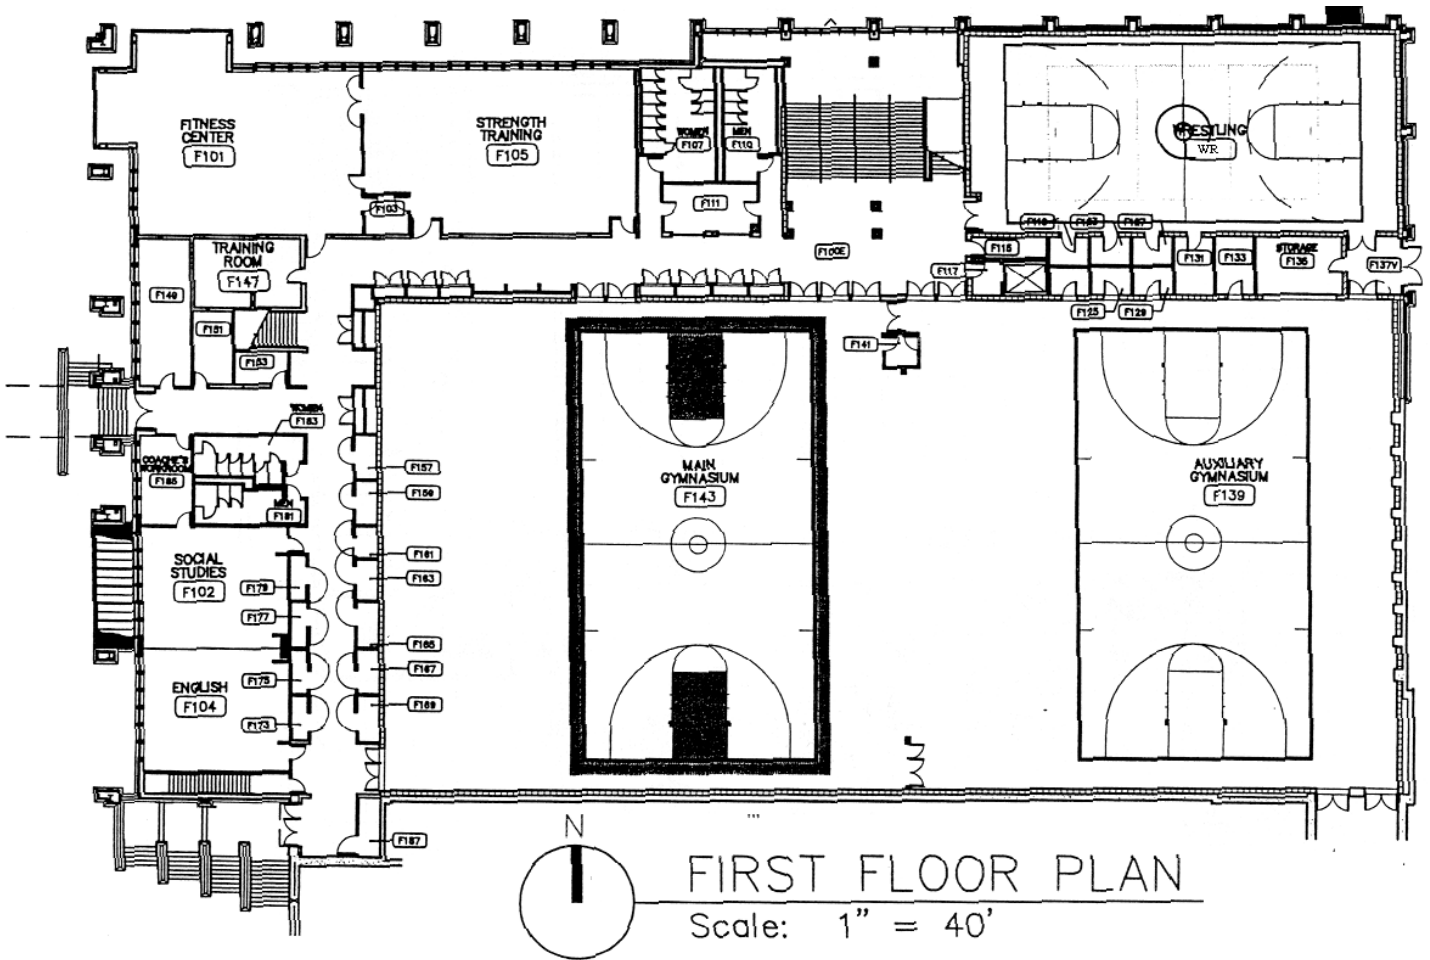 FITNESS
CENTER
F101
STRENGTH
TRAINING
F105
WOMEN
F107
MEN
F110
WRESTLING
WR
F103
F111
TRAINING
ROOM
F147
F115
F131
F133
STORAGE
F135
F137V
F117
F149
F125
F129
F151
F153
F141
WOMEN
F183
COACHE'S
WORKROOM
F185
MEN
F181
F157
F159
MAIN
GYMNASIUM
F143
AUXILIARY
GYMNASIUM
F139
F161
F163
SOCIAL
STUDIES
F102
F179
F177
F165
F167
F169
ENGLISH
F104
F175
F173
F187
N
FIRST FLOOR PLAN
Scale: 1" = 40'